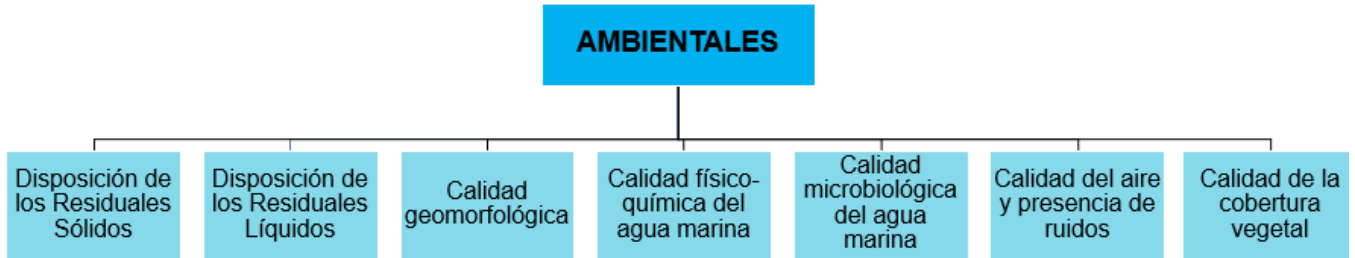 AMBIENTALES
Disposición de
los Residuales
Sólidos
Disposición de
los Residuales
Líquidos
Calidad
geomorfológica
Calidad físico-
química del
agua marina
Calidad
microbiológica
del agua
marina
Calidad del aire
y presencia de
ruidos
Calidad de la
cobertura
vegetal